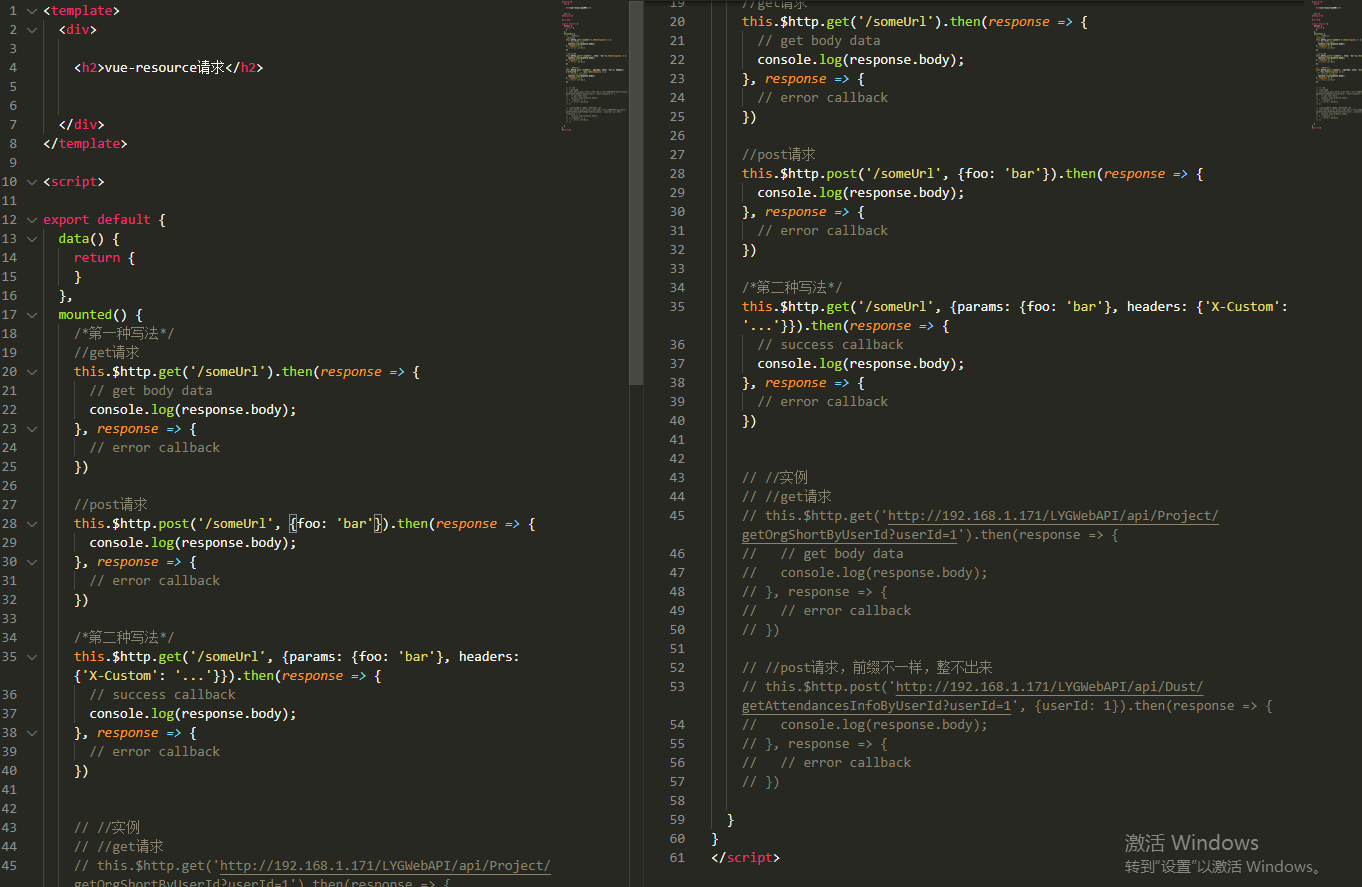 1 <template>
2 <div>
3
4 <h2>vue-resource请求</h2>
5
6
7 </div>
8 </template>
9
10 <script>
11
12 export default {
13 data() {
14 return {
15 }
16 },
17 mounted() {
18 /*第一种写法*/
19 //get请求
20 this.$http.get('/someUrl').then(response => {
21 // get body data
22 console.log(response.body);
23 }, response => {
24 // error callback
25 })
26
27 //post请求
28 this.$http.post('/someUrl', {foo: 'bar'}).then(response => {
29 console.log(response.body);
30 }, response => {
31 // error callback
32 })
33
34 /*第二种写法*/
35 this.$http.get('/someUrl', {params: {foo: 'bar'}, headers:
{'X-Custom': '...'}}).then(response => {
36 // success callback
37 console.log(response.body);
38 }, response => {
39 // error callback
40 })
41
42
43 // //实例
44 // //get请求
45 // this.$http.get('http://192.168.1.171/LYGWebAPI/api/Project/
getOrgShortByUserId?userId=1').then(response => {
19 //get请求
20 this.$http.get('/someUrl').then(response => {
21 // get body data
22 console.log(response.body);
23 }, response => {
24 // error callback
25 })
26
27 //post请求
28 this.$http.post('/someUrl', {foo: 'bar'}).then(response => {
29 console.log(response.body);
30 }, response => {
31 // error callback
32 })
33
34 /*第二种写法*/
35 this.$http.get('/someUrl', {params: {foo: 'bar'}, headers: {'X-Custom':
'...'}}).then(response => {
36 // success callback
37 console.log(response.body);
38 }, response => {
39 // error callback
40 })
41
42
43 // //实例
44 // //get请求
45 // this.$http.get('http://192.168.1.171/LYGWebAPI/api/Project/
getOrgShortByUserId?userId=1').then(response => {
46 // // get body data
47 // console.log(response.body);
48 // }, response => {
49 // // error callback
50 // })
51
52 // //post请求，前缀不一样，整不出来
53 // this.$http.post('http://192.168.1.171/LYGWebAPI/api/Dust/
getAttendancesInfoByUserId?userId=1', {userId: 1}).then(response => {
54 // console.log(response.body);
55 // }, response => {
56 // // error callback
57 // })
58
59 }
60 }
61 </script>
激活 Windows
转到“设置”以激活 Windows。